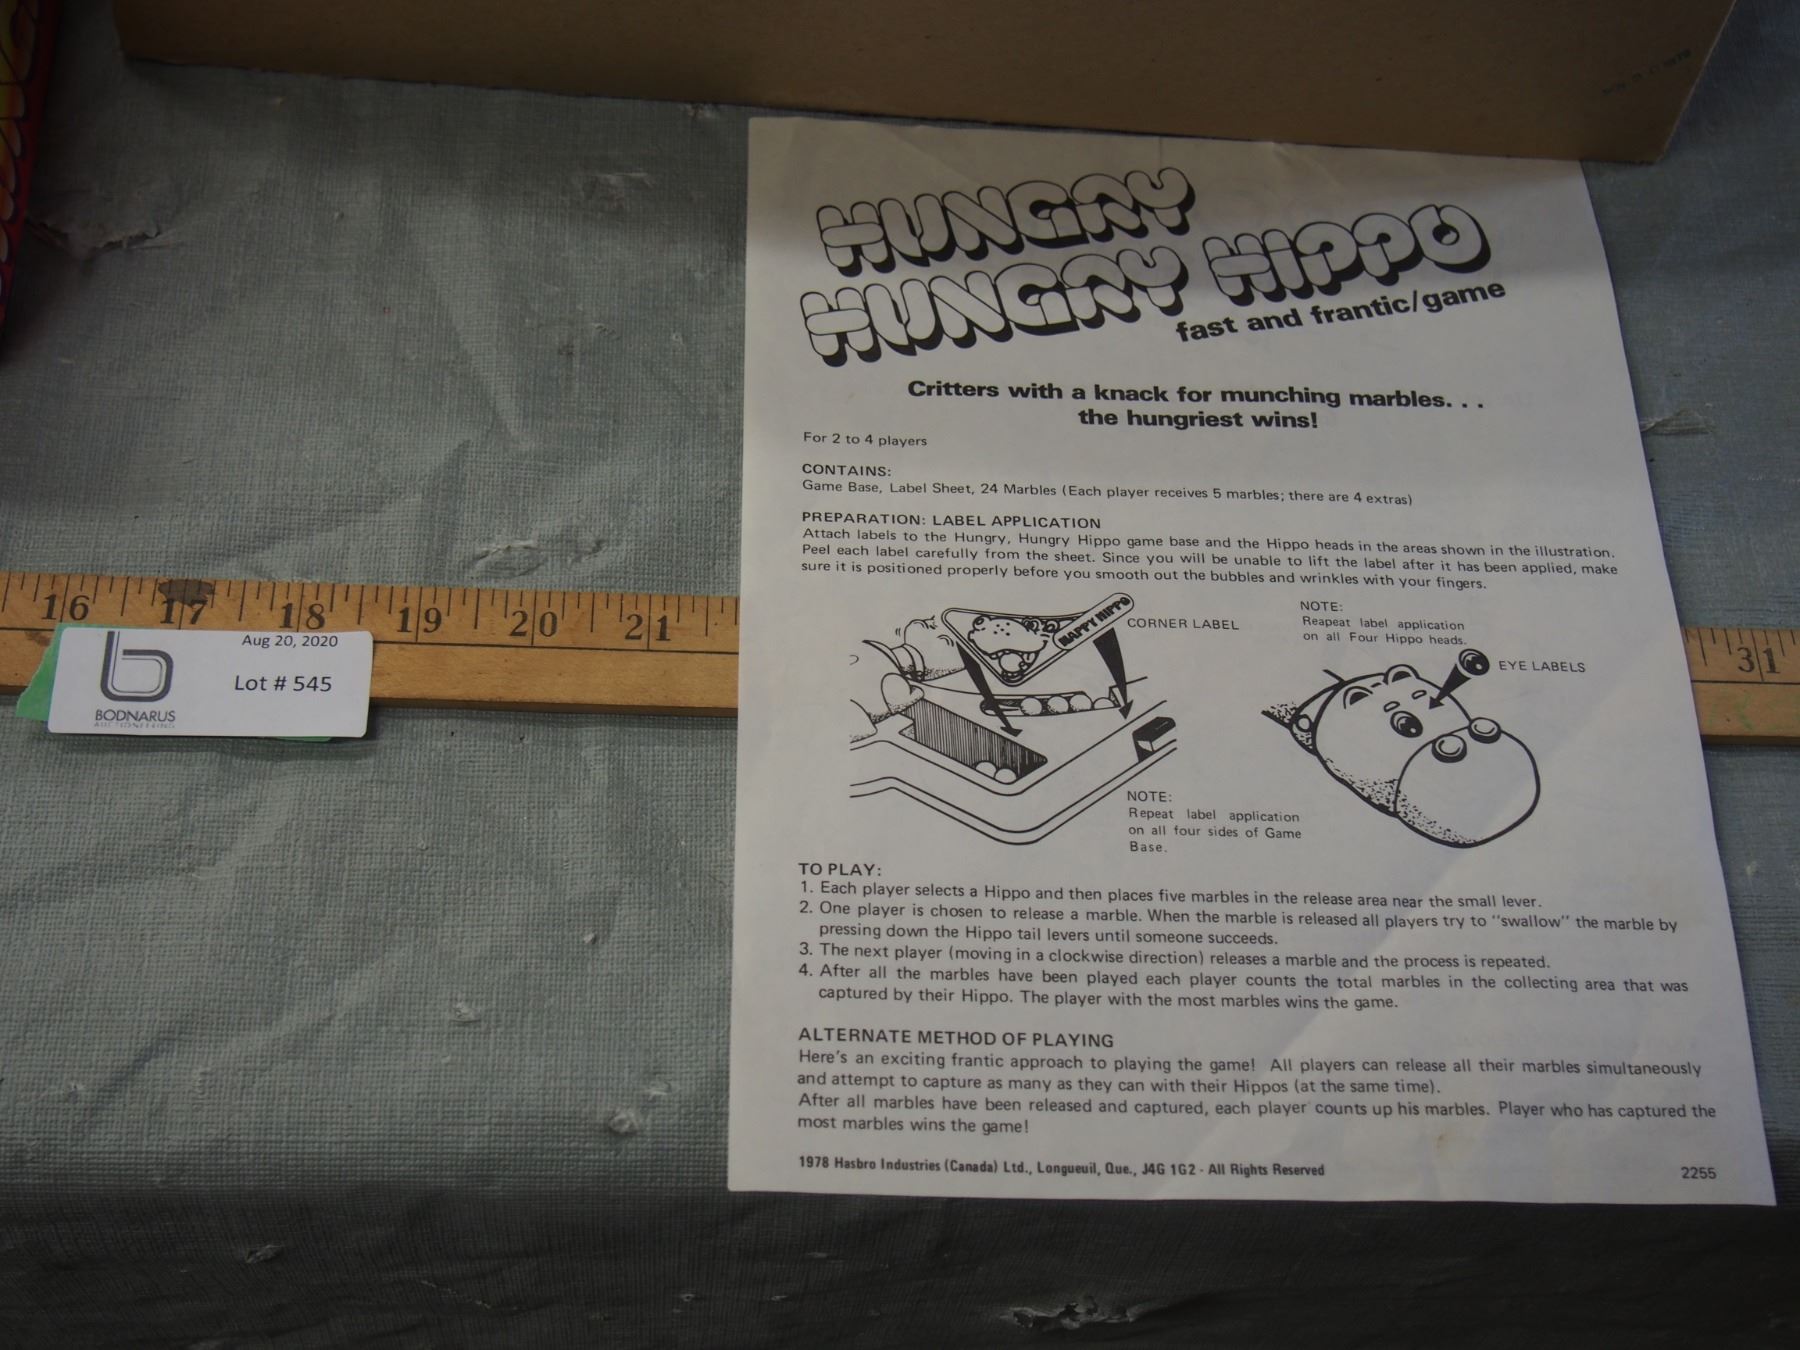 HUNGRY
HUNGRY HIPPO
fast and frantic/game
Critters with a knack for munching marbles. . .
the hungriest wins!
For 2 to 4 players
CONTAINS:
Game Base, Label Sheet, 24 Marbles (Each player receives 5 marbles; there are 4 extras)
PREPARATION: LABEL APPLICATION
Attach labels to the Hungry, Hungry Hippo game base and the Hippo heads in the areas shown in the illustration.
Peel each label carefully from the sheet. Since you will be unable to lift the label after it has been applied, make
sure it is positioned properly before you smooth out the bubbles and wrinkles with your fingers.
HAPPY HIPPO
CORNER LABEL
NOTE:
Reapeat label application
on all Four Hippo heads.
EYE LABELS
NOTE:
Repeat label application
on all four sides of Game
Base.
TO PLAY:
1. Each player selects a Hippo and then places five marbles in the release area near the small lever.
2. One player is chosen to release a marble. When the marble is released all players try to "swallow" the marble by
pressing down the Hippo tail levers until someone succeeds.
3. The next player (moving in a clockwise direction) releases a marble and the process is repeated.
4. After all the marbles have been played each player counts the total marbles in the collecting area that was
captured by their Hippo. The player with the most marbles wins the game.
ALTERNATE METHOD OF PLAYING
Here's an exciting frantic approach to playing the game! All players can release all their marbles simultaneously
and attempt to capture as many as they can with their Hippos (at the same time).
After all marbles have been released and captured, each player counts up his marbles. Player who has captured the
most marbles wins the game!
1978 Hasbro Industries (Canada) Ltd., Longueuil, Que., J4G 1G2 - All Rights Reserved
2255
16 17 18 19 20 21 31
Aug 20, 2020
Lot # 545
b
BODNARUS
AUCTIONEERING